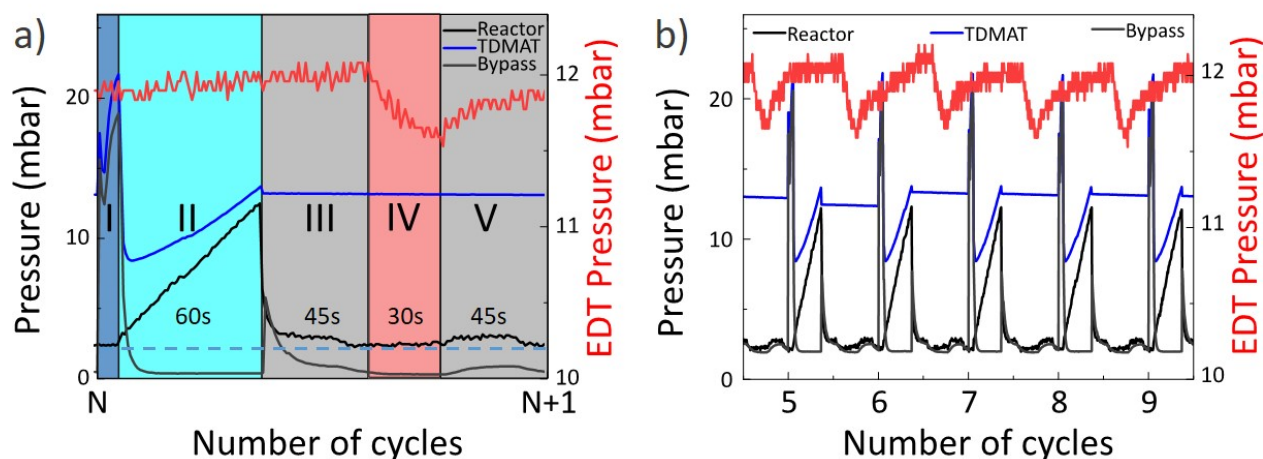 a)
Reactor
TDMAT
Bypass
Pressure (mbar)
20
10
0
I
II
III
IV
V
60s
45s
30s
45s
12
11
10
EDT Pressure (mbar)
N
N+1
Number of cycles
b)
Reactor
TDMAT
Bypass
Pressure (mbar)
20
10
0
12
11
10
EDT Pressure (mbar)
5
6
7
8
9
Number of cycles